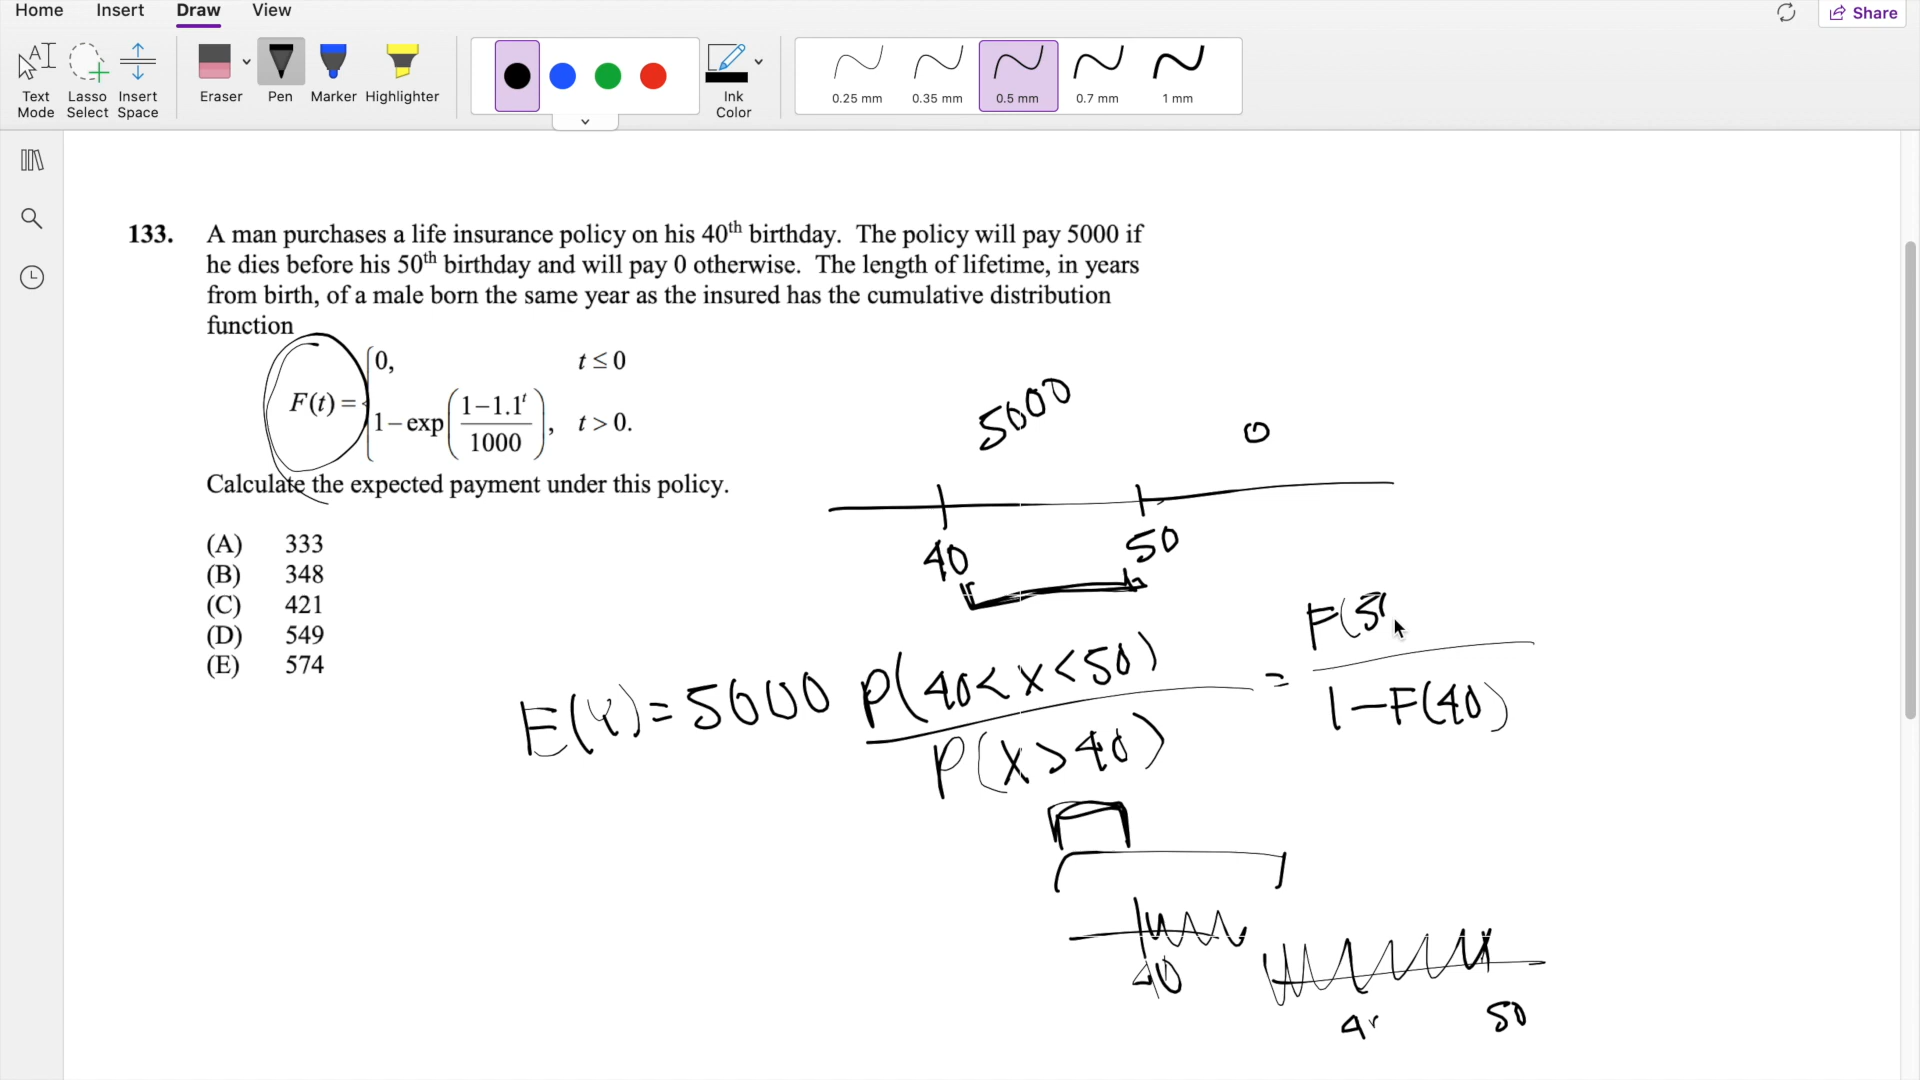 Home Insert Draw View Share
Text Mode Lasso Select Insert Space Eraser Pen Marker Highlighter Ink Color 0.25 mm 0.35 mm 0.5 mm 0.7 mm 1 mm
133. A man purchases a life insurance policy on his 40th birthday. The policy will pay 5000 if
he dies before his 50th birthday and will pay 0 otherwise. The length of lifetime, in years
from birth, of a male born the same year as the insured has the cumulative distribution
function
F(t) = { 0, t ≤ 0
1 − exp( (1−1.1^t) / 1000 ), t > 0.
Calculate the expected payment under this policy.
(A) 333
(B) 348
(C) 421
(D) 549
(E) 574
5000 0
40 50
E(Y) = 5000 P(40 < x < 50) / P(x > 40) = F(5 / 1 − F(40)
40
4 50